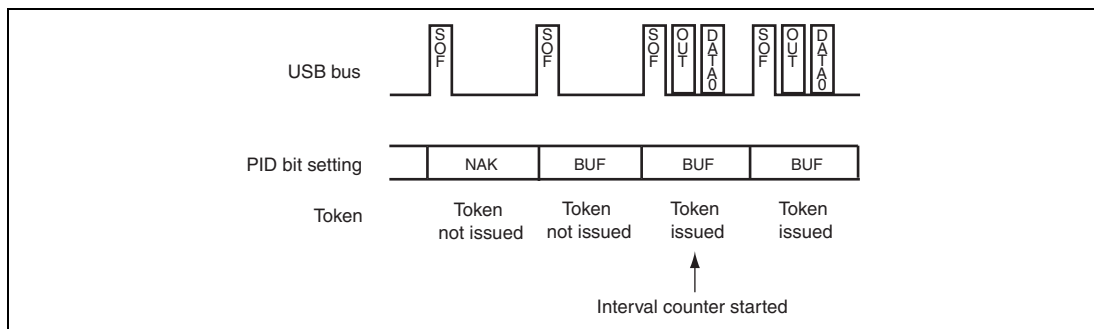 USB bus
SOF SOF SOF OUT DATA0 SOF OUT DATA0
PID bit setting NAK BUF BUF BUF
Token Token Token Token Token
not issued not issued issued issued
Interval counter started